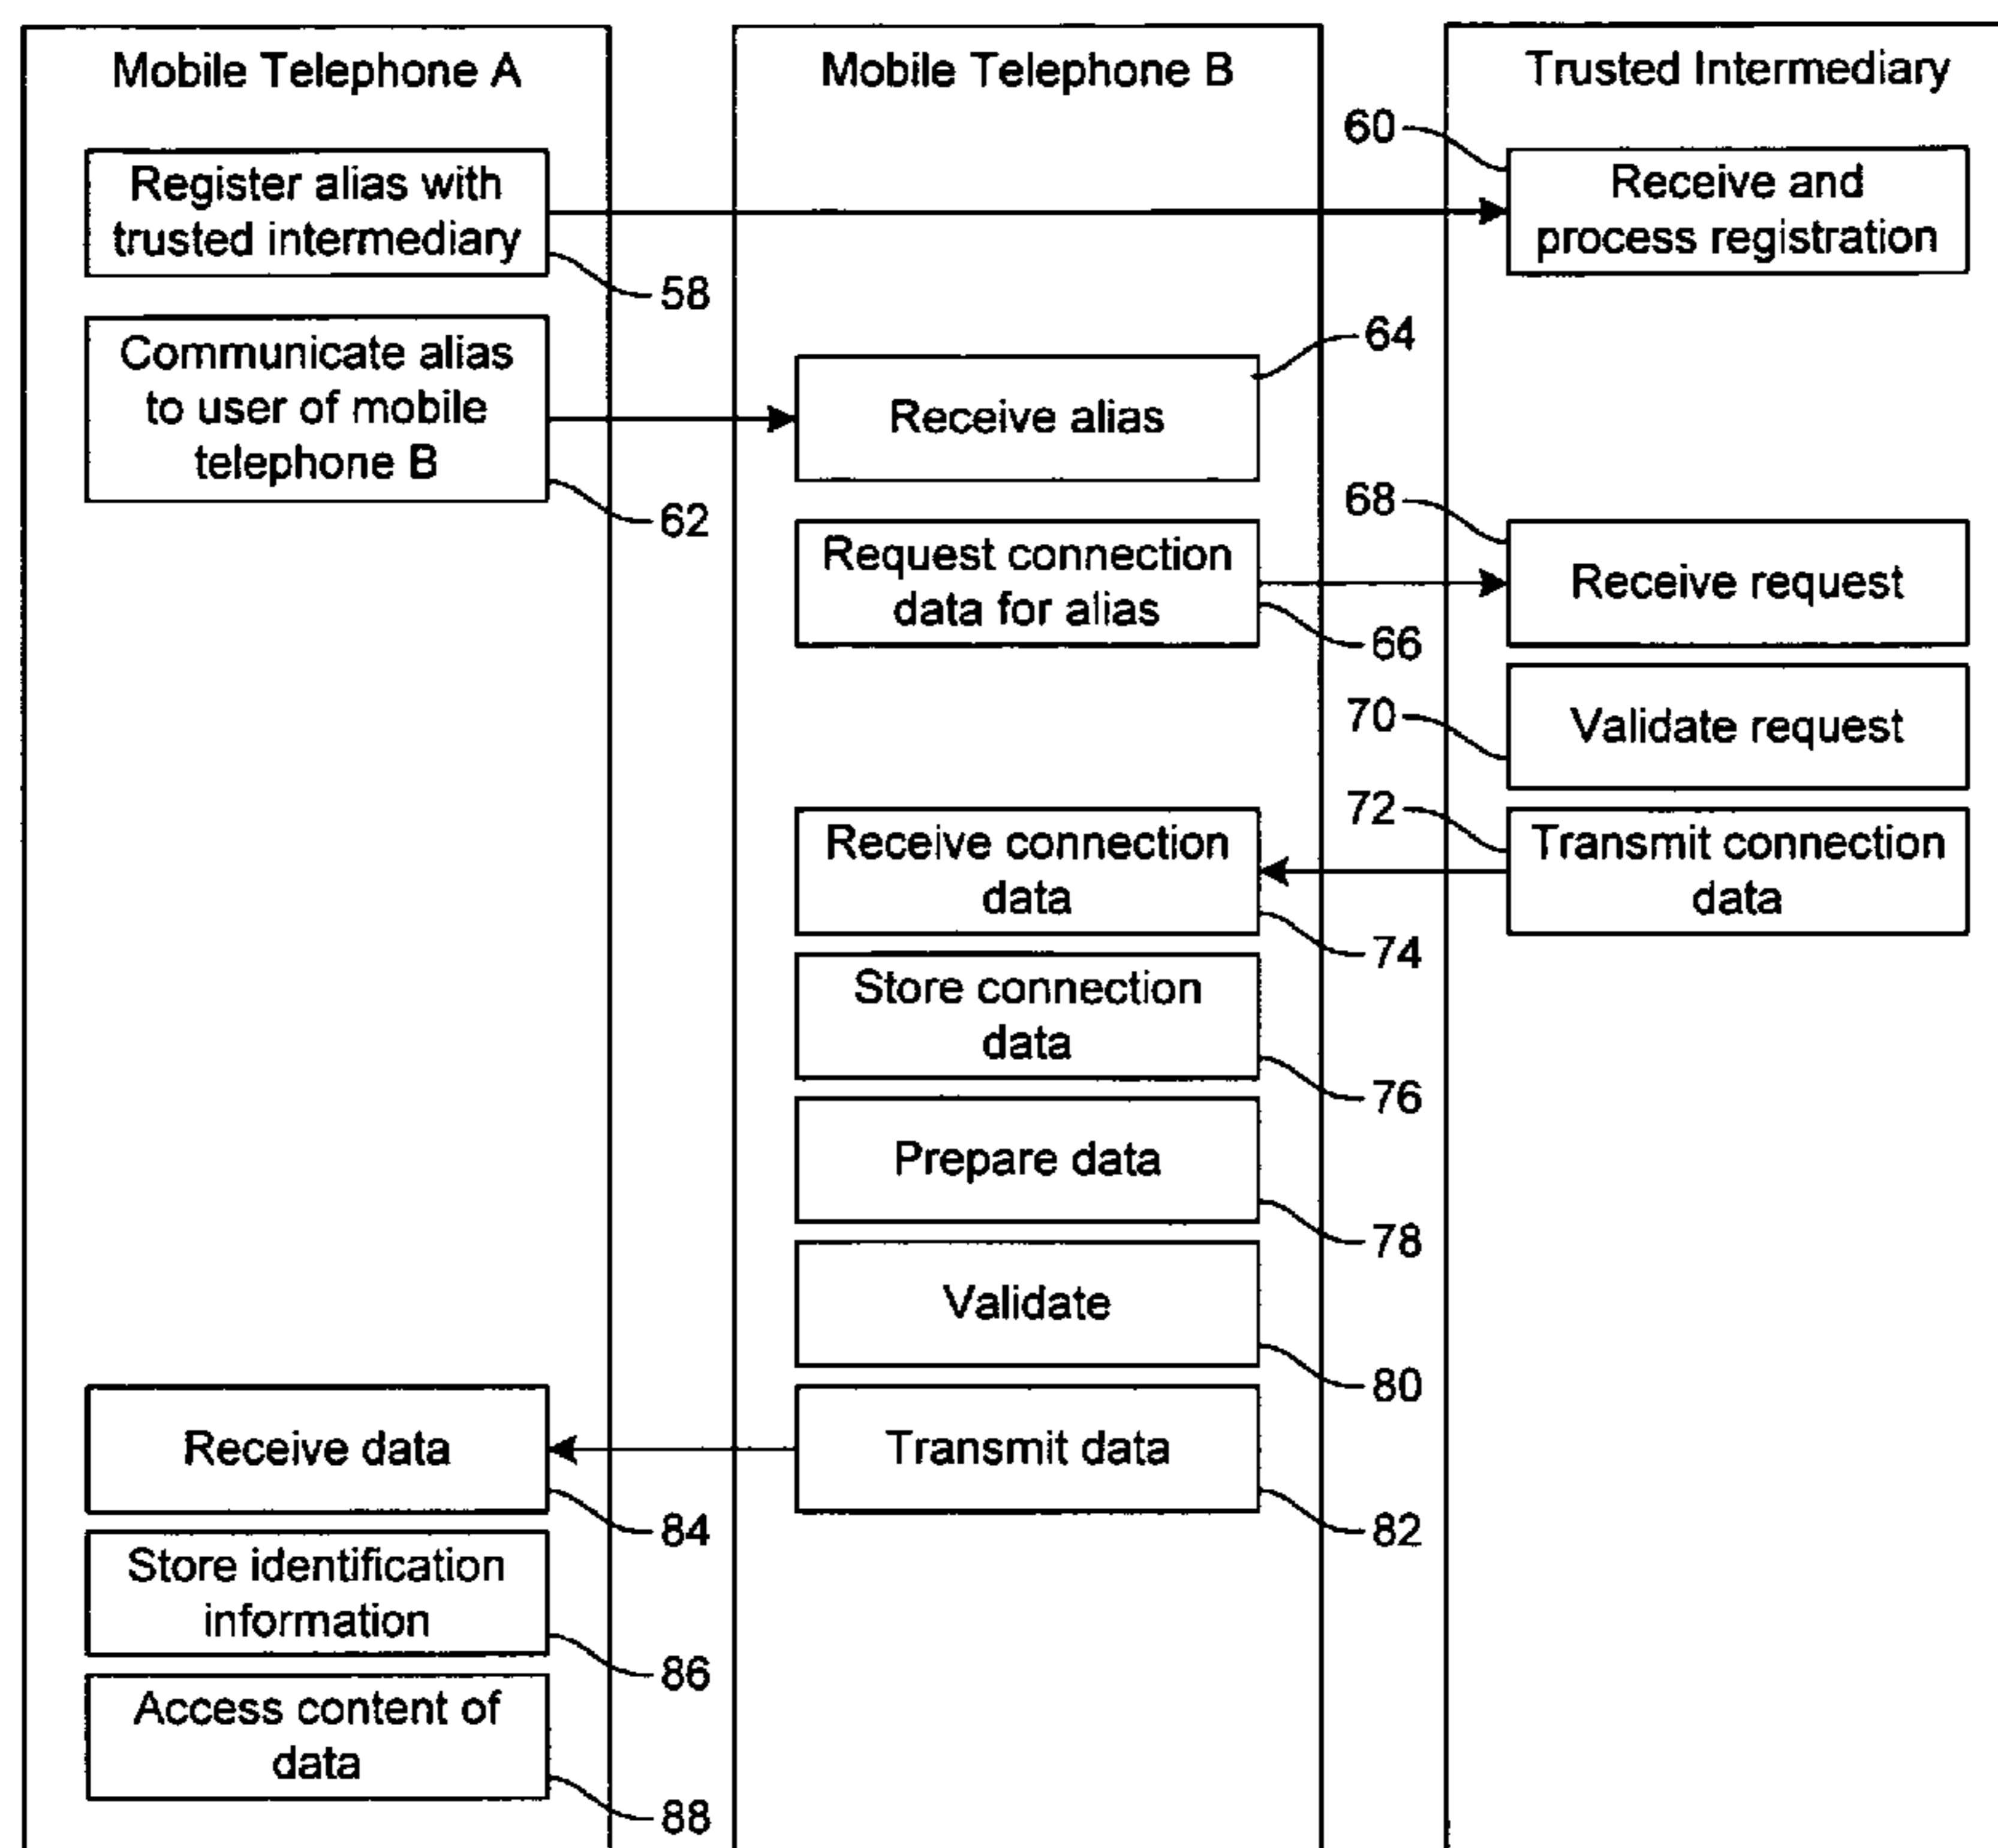 Mobile Telephone A
Mobile Telephone B
Trusted Intermediary
60
Register alias with
trusted intermediary
58
Receive and
process registration
Communicate alias
to user of mobile
telephone B
62
64
Receive alias
68
Request connection
data for alias
66
Receive request
70
Validate request
72
Receive connection
data
74
Transmit connection
data
Store connection
data
76
Prepare data
78
Validate
80
Receive data
84
Transmit data
82
Store identification
information
86
Access content of
data
88